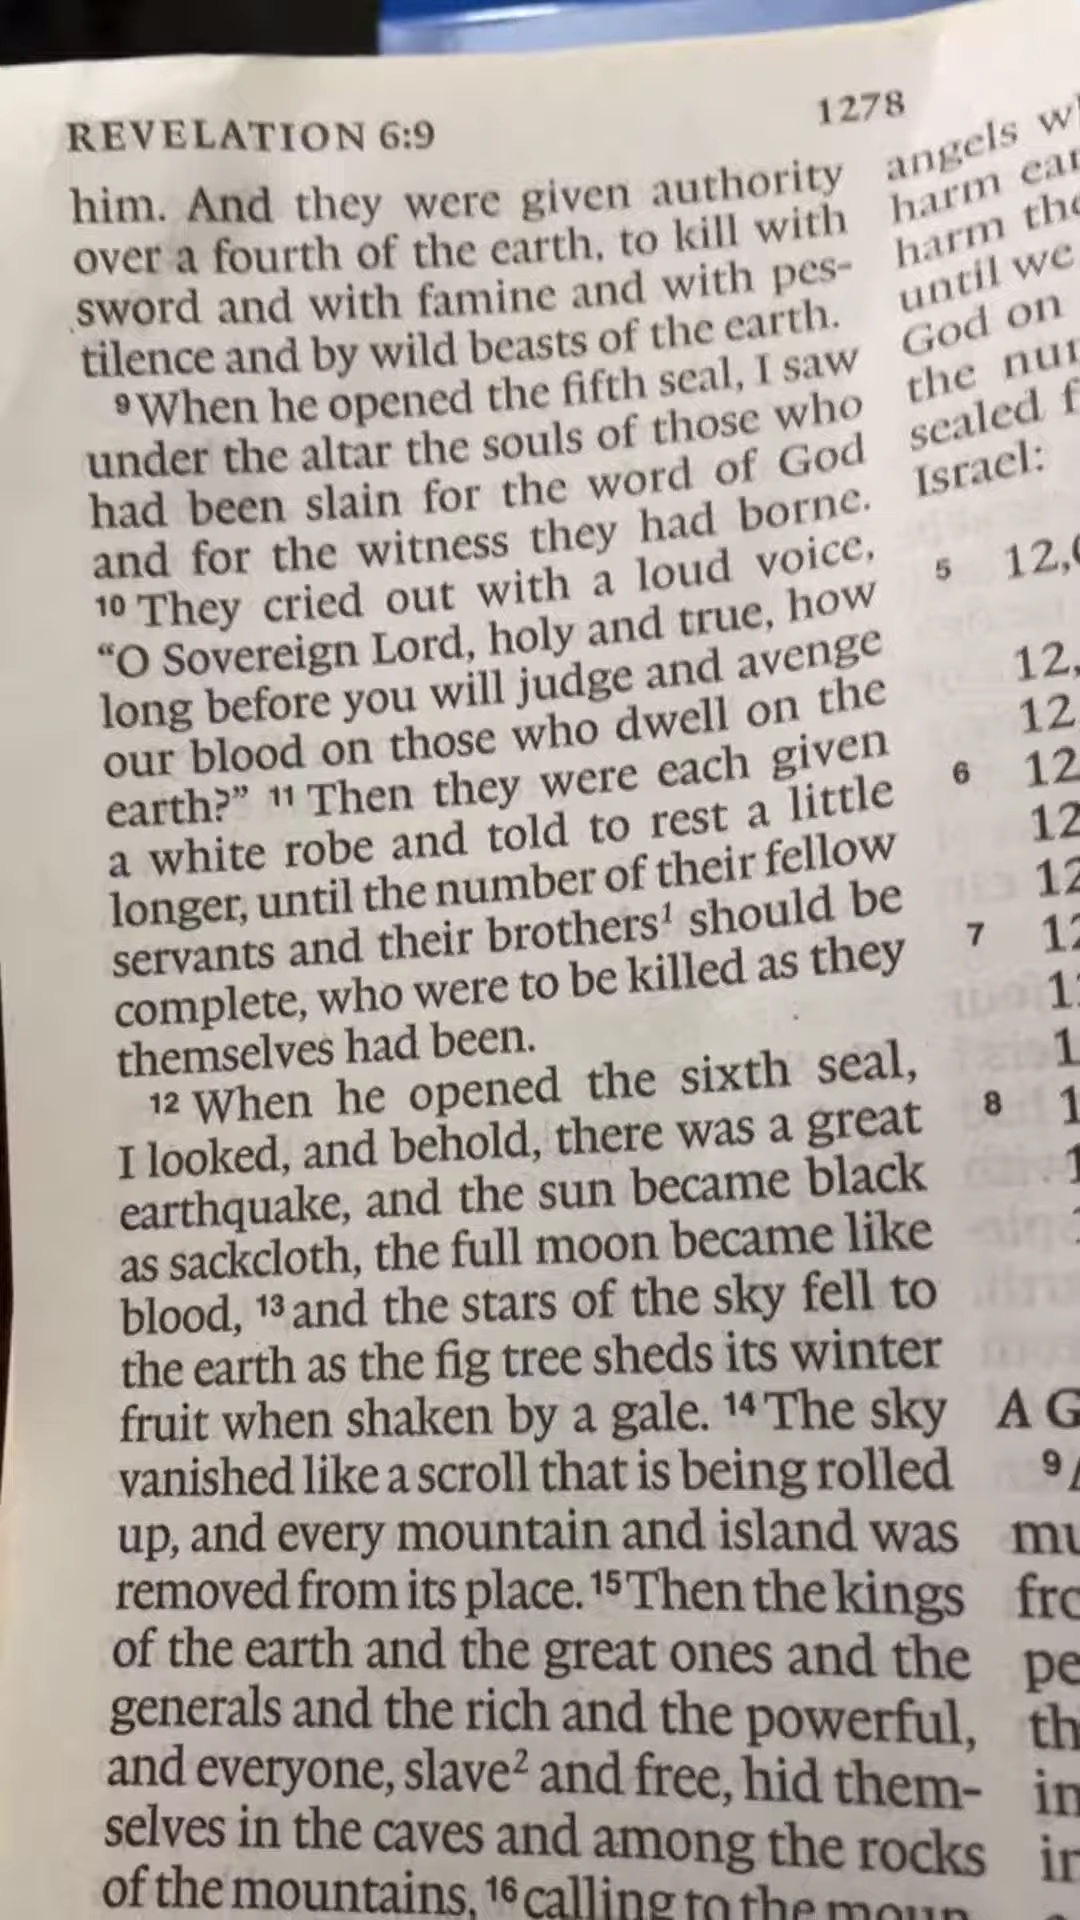 REVELATION 6:9
1278
him. And they were given authority
over a fourth of the earth, to kill with
sword and with famine and with pes-
tilence and by wild beasts of the earth.
9 When he opened the fifth seal, I saw
under the altar the souls of those who
had been slain for the word of God
and for the witness they had borne.
10 They cried out with a loud voice,
“O Sovereign Lord, holy and true, how
long before you will judge and avenge
our blood on those who dwell on the
earth?” 11 Then they were each given
a white robe and told to rest a little
longer, until the number of their fellow
servants and their brothers¹ should be
complete, who were to be killed as they
themselves had been.
12 When he opened the sixth seal,
I looked, and behold, there was a great
earthquake, and the sun became black
as sackcloth, the full moon became like
blood, 13 and the stars of the sky fell to
the earth as the fig tree sheds its winter
fruit when shaken by a gale. 14 The sky
vanished like a scroll that is being rolled
up, and every mountain and island was
removed from its place. 15 Then the kings
of the earth and the great ones and the
generals and the rich and the powerful,
and everyone, slave² and free, hid them-
selves in the caves and among the rocks
of the mountains, 16 calling to the moun
angels
harm
harm
until we
God on
the
sealed
Israel:
5
6
7
8
A
9